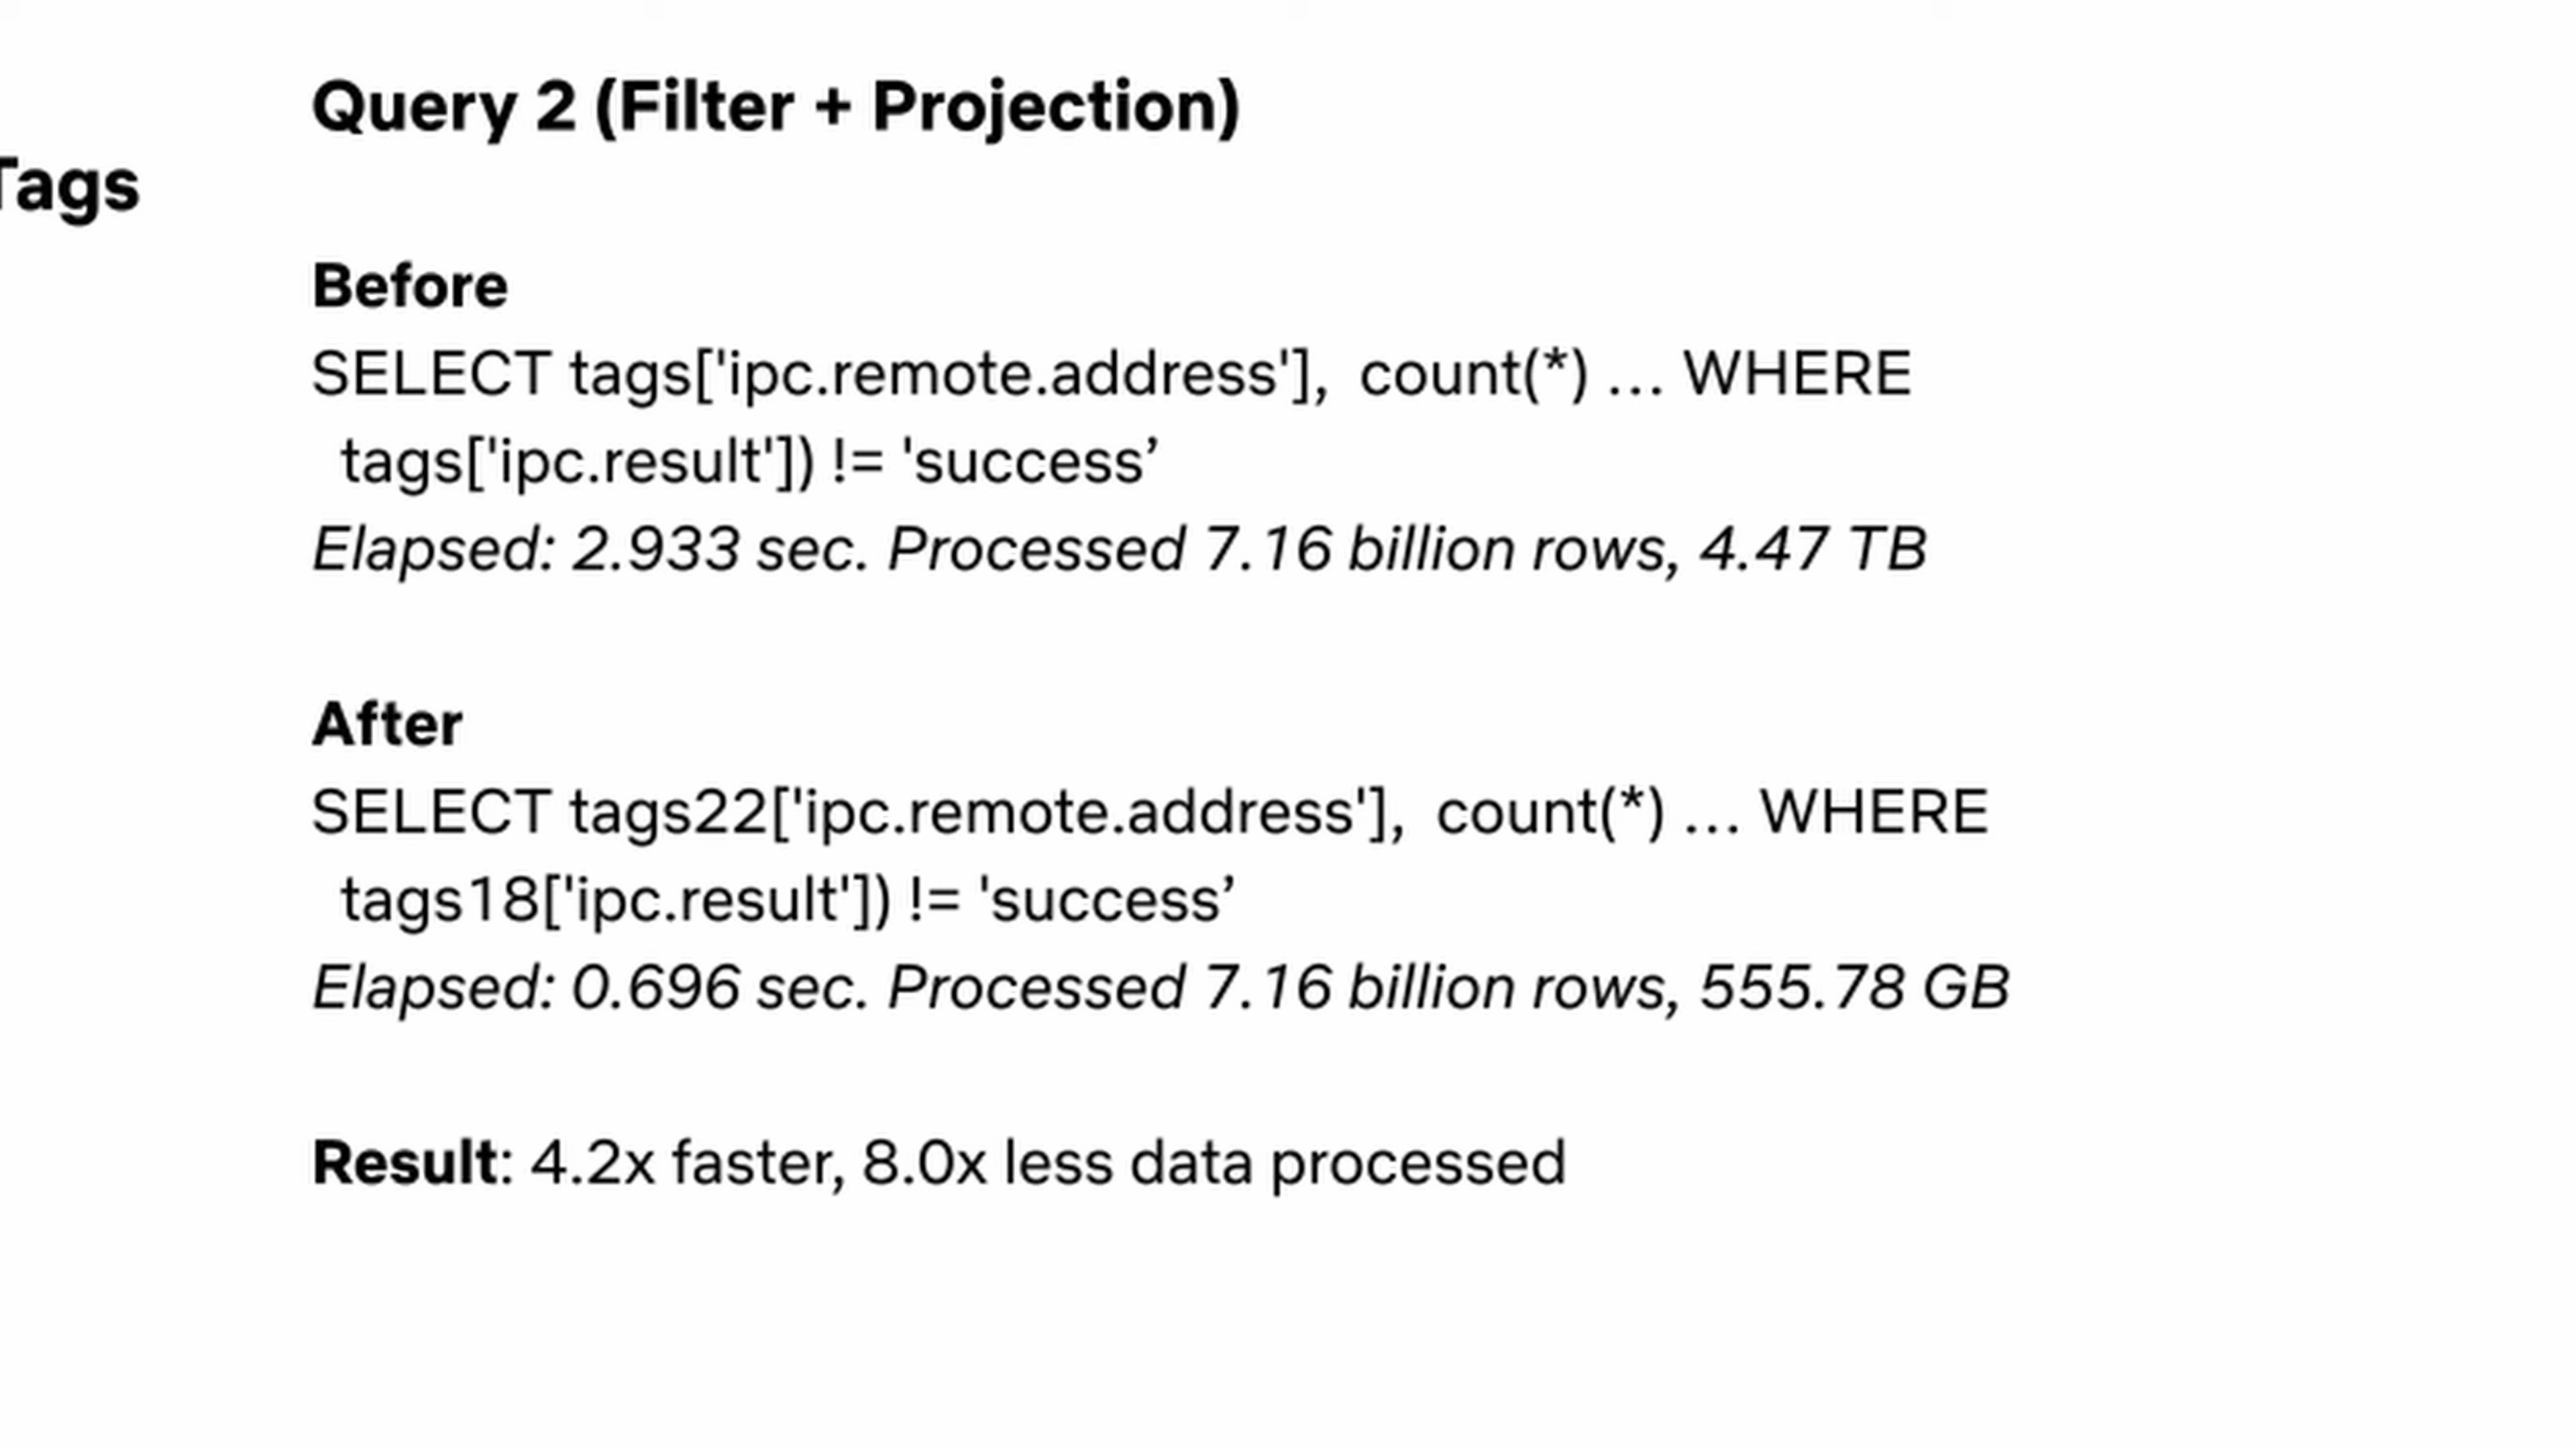 Query 2 (Filter + Projection)
Tags
Before
SELECT tags['ipc.remote.address'],  count(*) … WHERE
tags['ipc.result']) != 'success’
Elapsed: 2.933 sec. Processed 7.16 billion rows, 4.47 TB
After
SELECT tags22['ipc.remote.address'],  count(*) … WHERE
tags18['ipc.result']) != 'success’
Elapsed: 0.696 sec. Processed 7.16 billion rows, 555.78 GB
Result: 4.2x faster, 8.0x less data processed